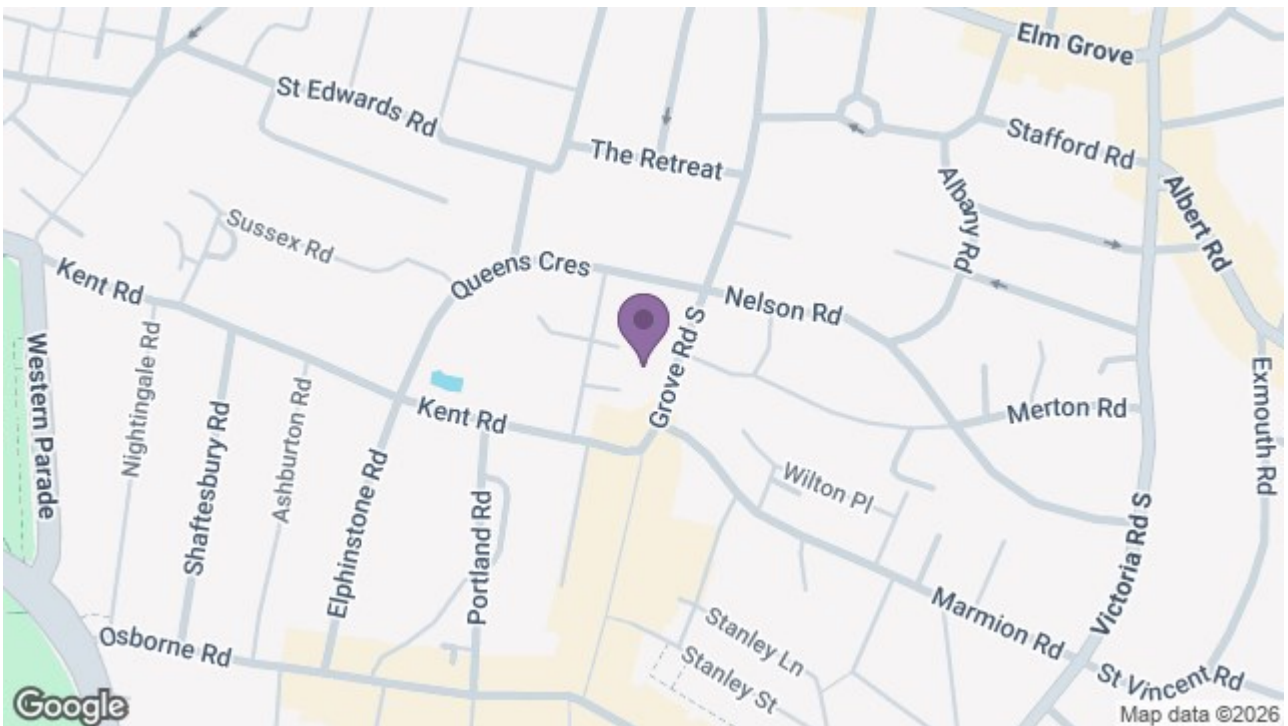 Elm Grove
St Edwards Rd
Stafford Rd
The Retreat
Albany Rd
Albert Rd
Sussex Rd
Queens Cres
Kent Rd
Nelson Rd
Grove Rd S
Western Parade
Nightingale Rd
Shaftesbury Rd
Ashburton Rd
Elphinstone Rd
Kent Rd
Portland Rd
Merton Rd
Exmouth Rd
Wilton Pl
Victoria Rd S
Marmion Rd
Osborne Rd
Stanley Ln
Stanley St
St Vincent Rd
Google
Map data ©2026